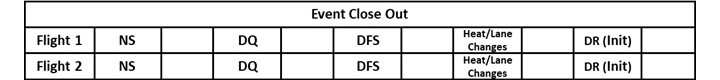 Event Close Out
Flight 1 NS DQ DFS Heat/Lane Changes DR (Init)
Flight 2 NS DQ DFS Heat/Lane Changes DR (Init)